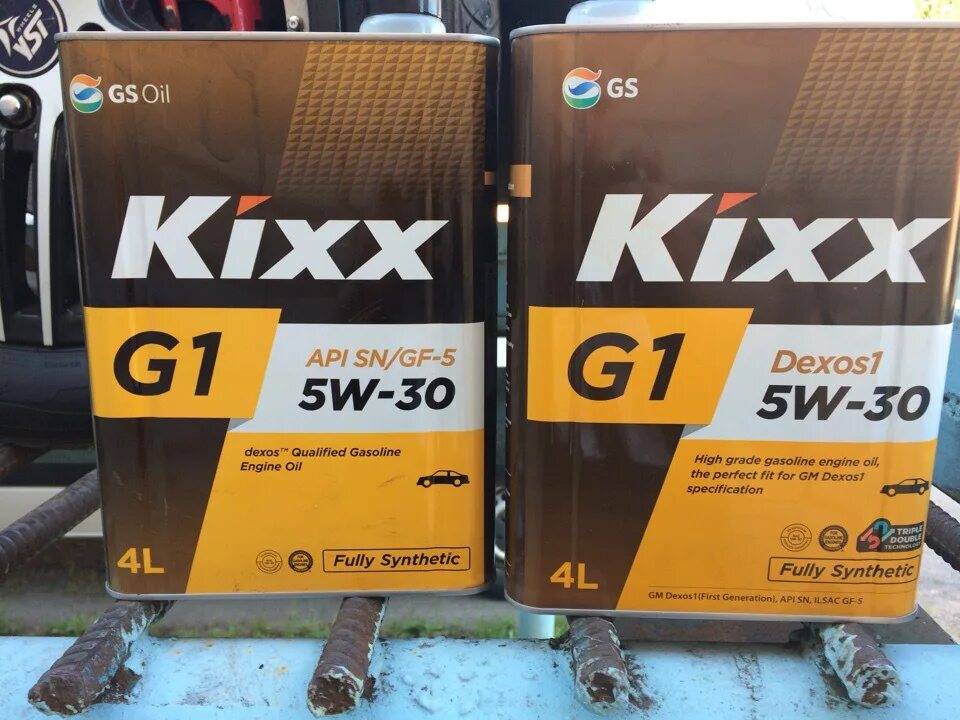 VSI
GS Oil
Kixx
G1
API SN/GF-5
5W-30
dexos™ Qualified Gasoline
Engine Oil
4L
Fully Synthetic
GS
Kixx
G1
Dexos1
5W-30
High grade gasoline engine oil,
the perfect fit for GM Dexos1
specification
TRIPLE
DOUBLE
TECHNOLOGY
4L
Fully Synthetic
GM Dexos1(First Generation), API SN, ILSAC GF-5